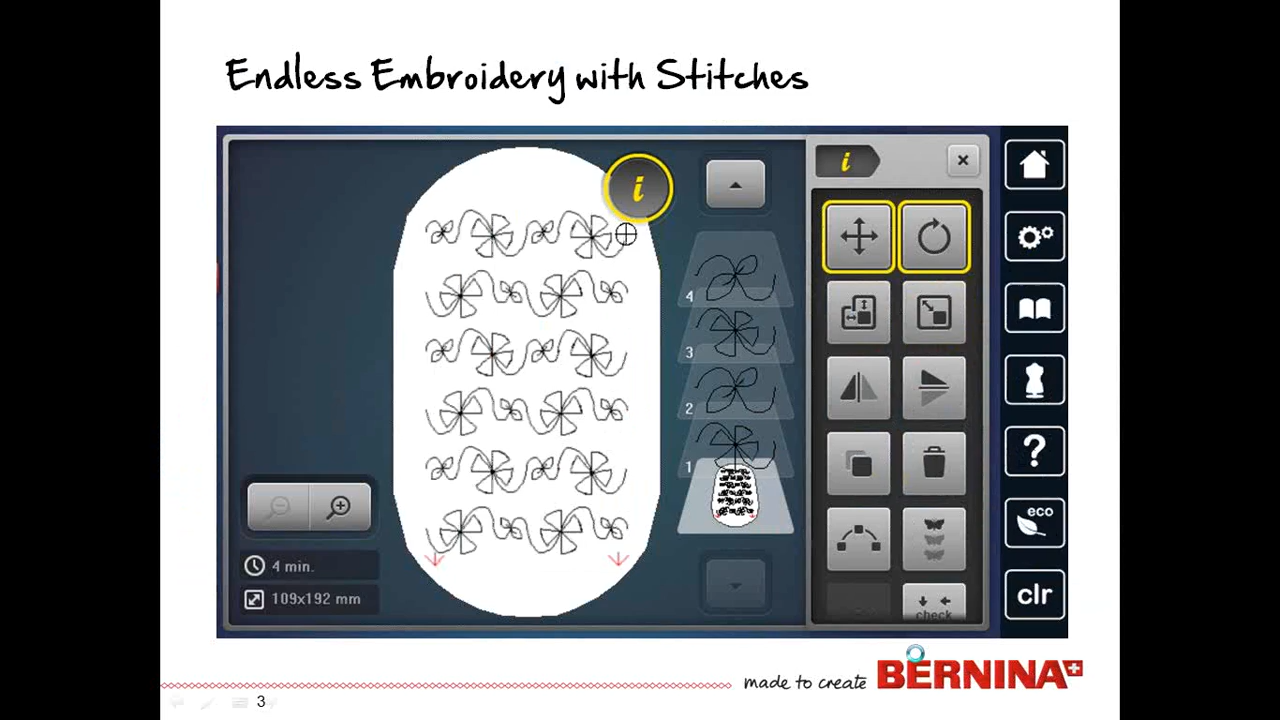 Endless Embroidery with Stitches
i
i
4
3
2
1
4 min.
109x192 mm
check
?
eco
clr
made to create BERNINA
3